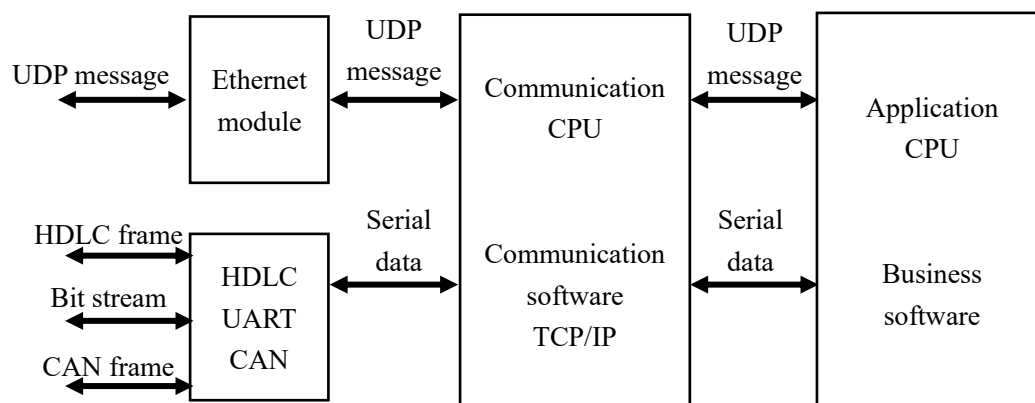 UDP message
Ethernet
module
UDP
message
Communication
CPU
UDP
message
Application
CPU
HDLC frame
Bit stream
CAN frame
HDLC
UART
CAN
Serial
data
Communication
software
TCP/IP
Serial
data
Business
software